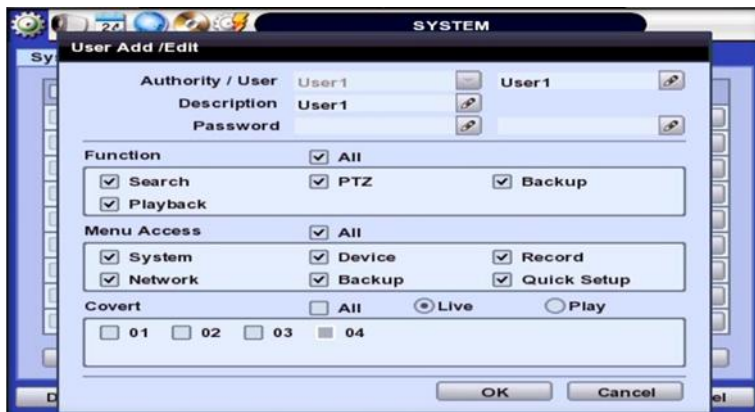 SYSTEM
Sy
User Add /Edit
Authority / User User1 User1
Description User1
Password
Function All
Search PTZ Backup
Playback
Menu Access All
System Device Record
Network Backup Quick Setup
Covert All Live Play
01 02 03 04
OK Cancel
D el